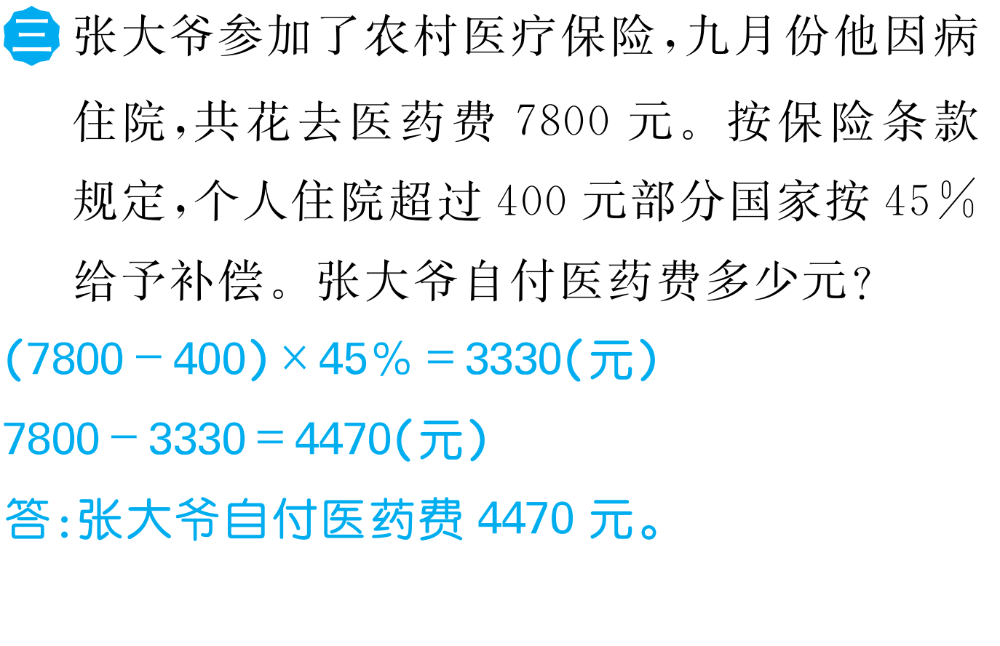 三 张大爷参加了农村医疗保险,九月份他因病
住院,共花去医药费 7800 元。按保险条款
规定,个人住院超过 400 元部分国家按 45%
给予补偿。张大爷自付医药费多少元?
(7800 − 400) × 45% = 3330(元)
7800 − 3330 = 4470(元)
答:张大爷自付医药费 4470 元。